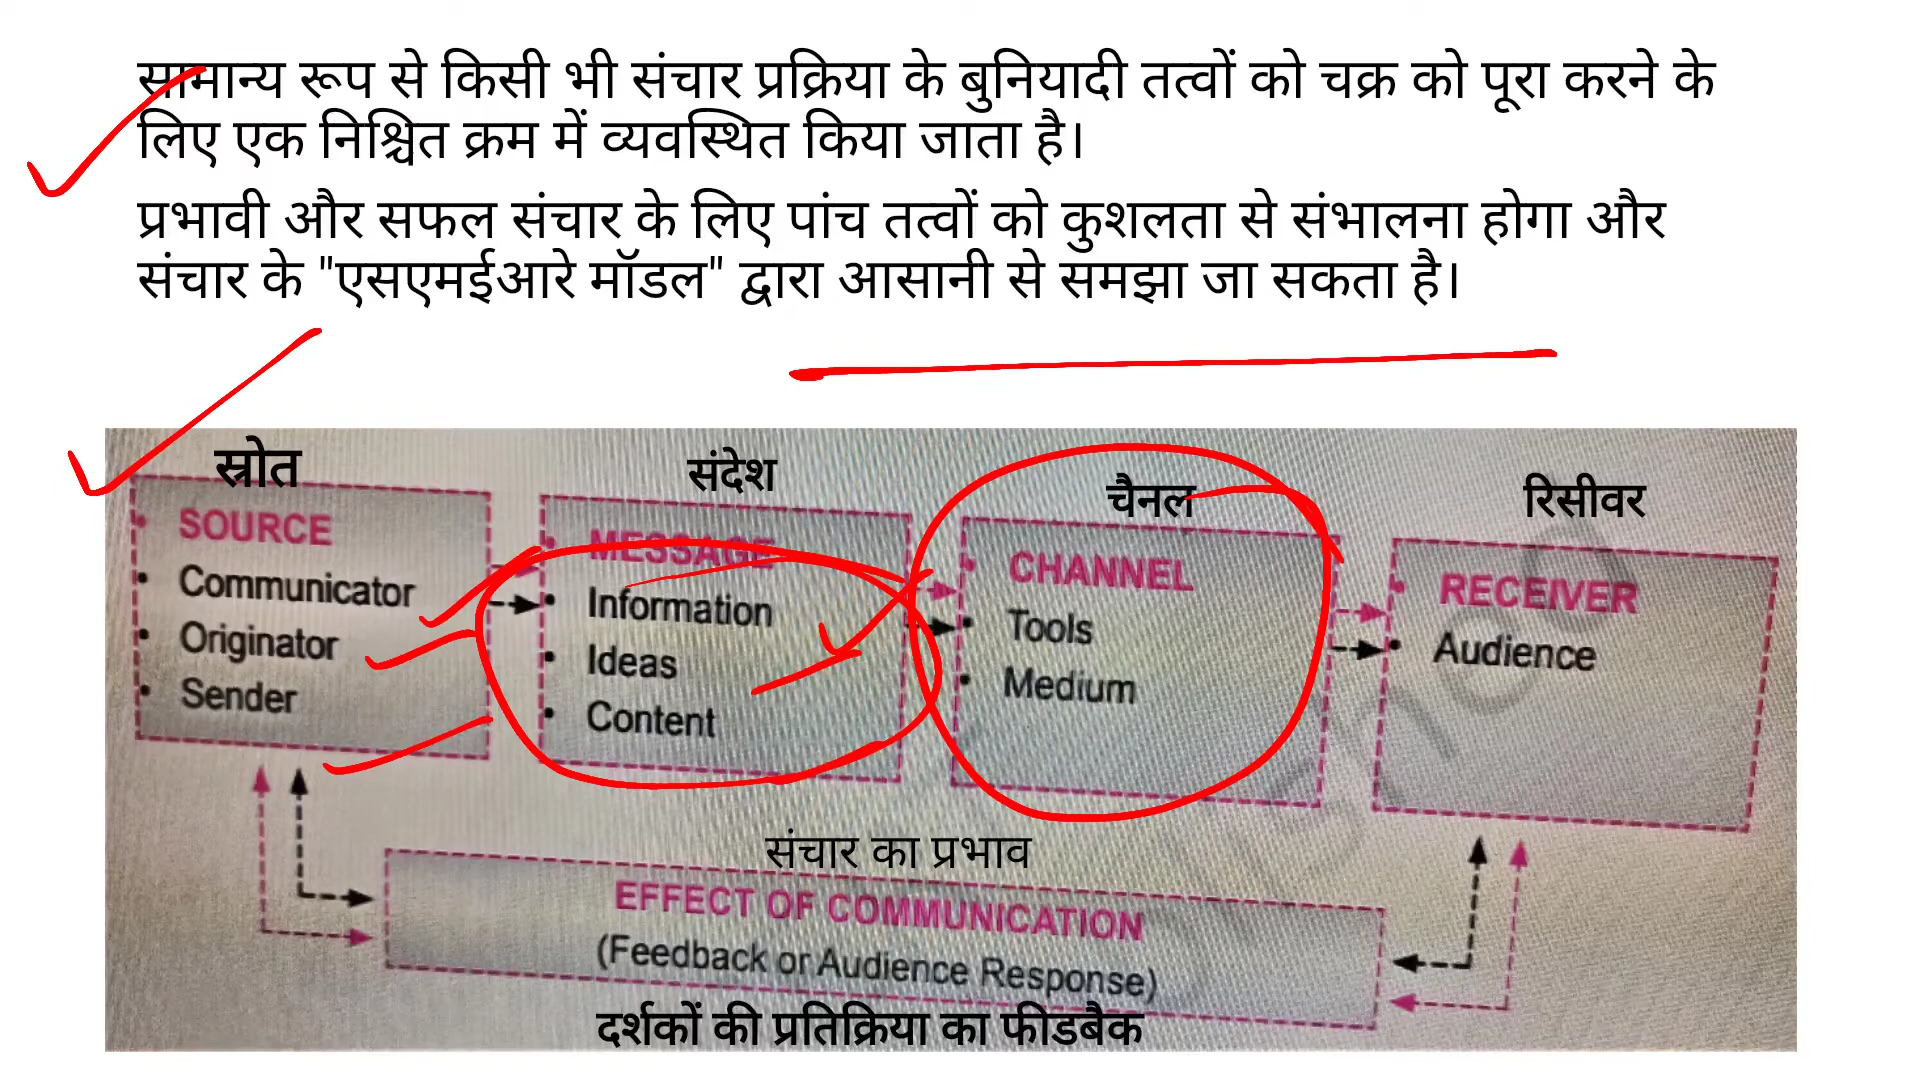 सामान्य रूप से किसी भी संचार प्रक्रिया के बुनियादी तत्वों को चक्र को पूरा करने के
लिए एक निश्चित क्रम में व्यवस्थित किया जाता है।
प्रभावी और सफल संचार के लिए पांच तत्वों को कुशलता से संभालना होगा और
संचार के "एसएमईआरे मॉडल" द्वारा आसानी से समझा जा सकता है।
स्रोत
• SOURCE
• Communicator
• Originator
• Sender
संदेश
• MESSAGE
• Information
• Ideas
• Content
चैनल
• CHANNEL
• Tools
• Medium
रिसीवर
• RECEIVER
• Audience
संचार का प्रभाव
EFFECT OF COMMUNICATION
(Feedback or Audience Response)
दर्शकों की प्रतिक्रिया का फीडबैक